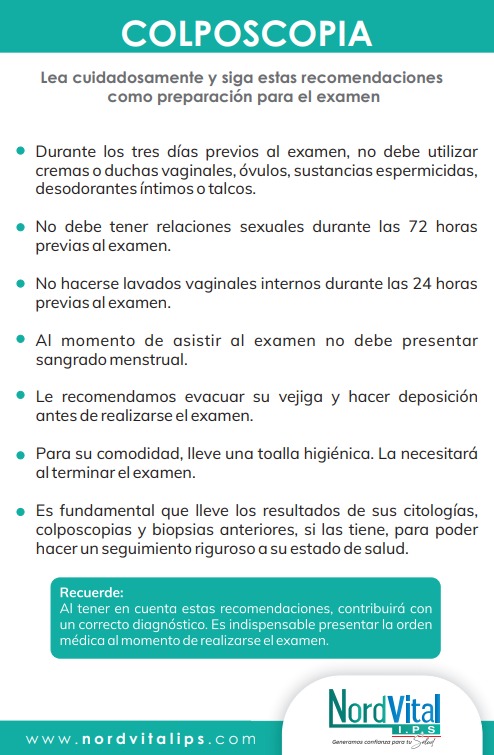 COLPOSCOPIA
Lea cuidadosamente y siga estas recomendaciones
como preparación para el examen
Durante los tres días previos al examen, no debe utilizar
cremas o duchas vaginales, óvulos, sustancias espermicidas,
desodorantes íntimos o talcos.
No debe tener relaciones sexuales durante las 72 horas
previas al examen.
No hacerse lavados vaginales internos durante las 24 horas
previas al examen.
Al momento de asistir al examen no debe presentar
sangrado menstrual.
Le recomendamos evacuar su vejiga y hacer deposición
antes de realizarse el examen.
Para su comodidad, lleve una toalla higiénica. La necesitará
al terminar el examen.
Es fundamental que lleve los resultados de sus citologías,
colposcopias y biopsias anteriores, si las tiene, para poder
hacer un seguimiento riguroso a su estado de salud.
Recuerde:
Al tener en cuenta estas recomendaciones, contribuirá con
un correcto diagnóstico. Es indispensable presentar la orden
médica al momento de realizarse el examen.
NordVital
I.P.S
Generamos confianza para tu Salud
www.nordvitalips.com